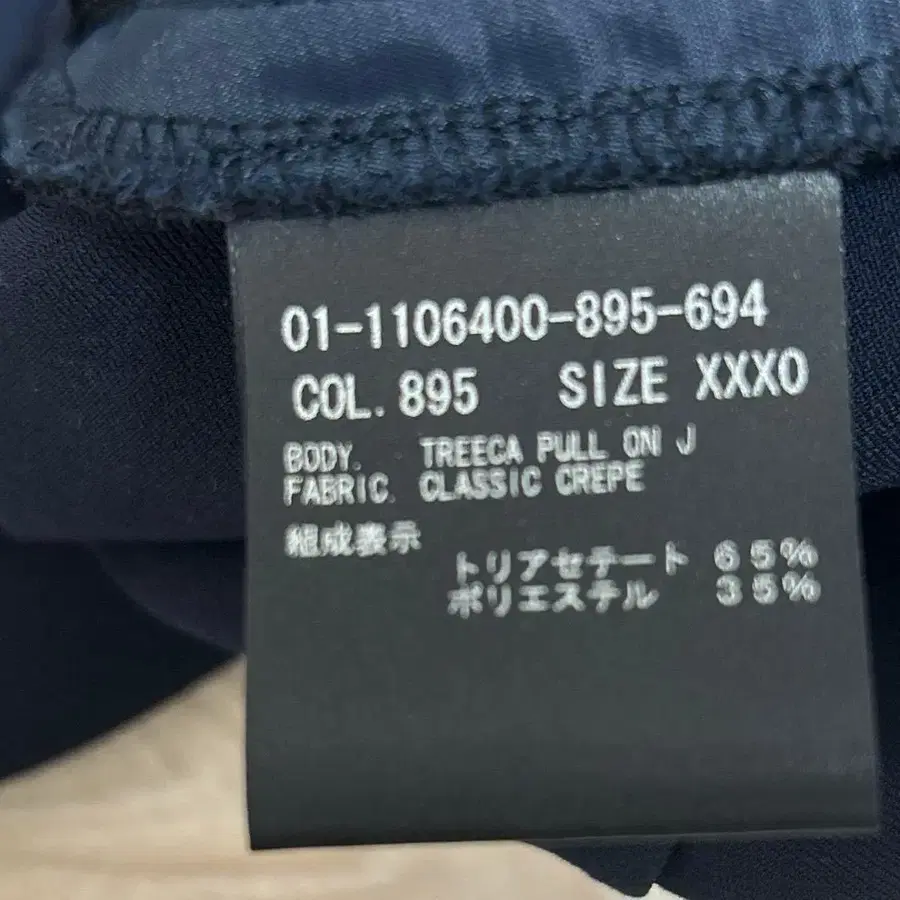 01-1106400-895-694
COL. 895 SIZE XXX0
BODY. TREECA PULL ON J
FABRIC. CLASSIC CREPE
組成表示
トリアセテート 65%
ポリエステル 35%